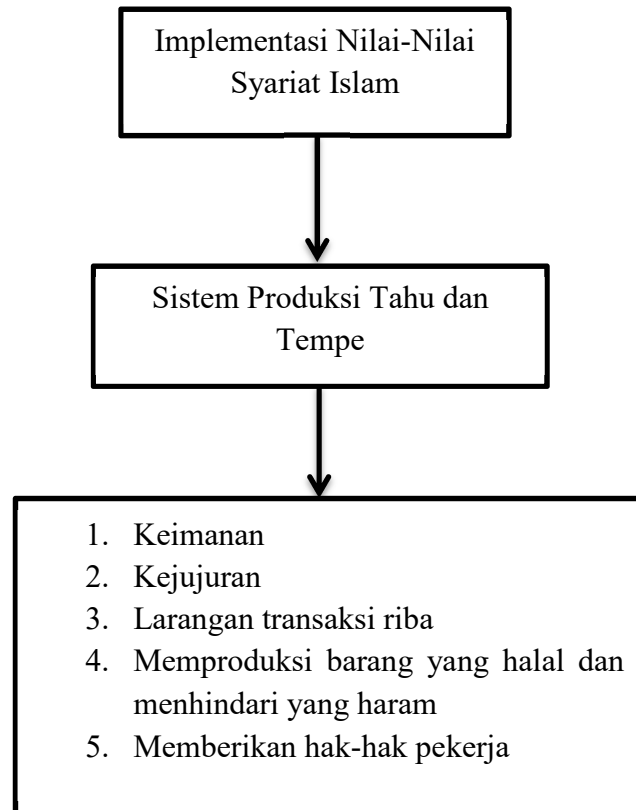 Implementasi Nilai-Nilai
Syariat Islam
Sistem Produksi Tahu dan
Tempe
1. Keimanan
2. Kejujuran
3. Larangan transaksi riba
4. Memproduksi barang yang halal dan
menhindari yang haram
5. Memberikan hak-hak pekerja